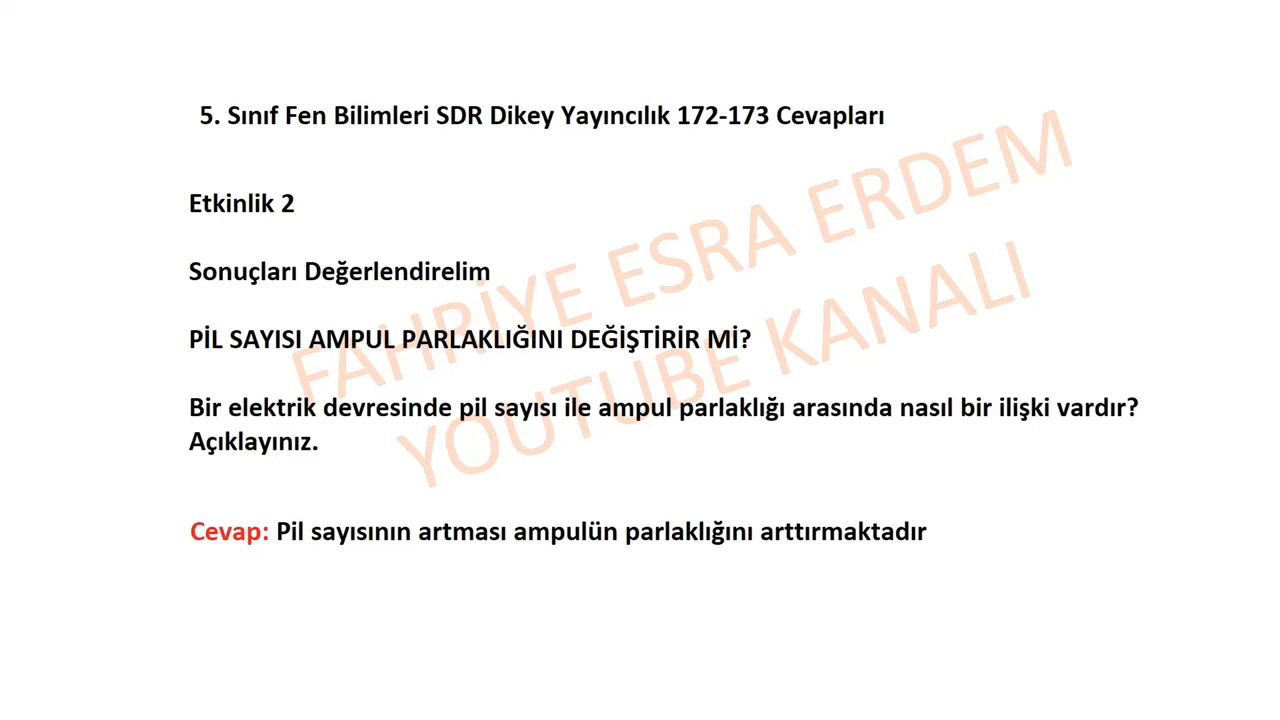 5. Sınıf Fen Bilimleri SDR Dikey Yayıncılık 172-173 Cevapları
Etkinlik 2
Sonuçları Değerlendirelim
PİL SAYISI AMPUL PARLAKLIĞINI DEĞİŞTİRİR Mİ?
Bir elektrik devresinde pil sayısı ile ampul parlaklığı arasında nasıl bir ilişki vardır?
Açıklayınız.
Cevap: Pil sayısının artması ampulün parlaklığını arttırmaktadır
FAHRİYE ESRA ERDEM
YOUTUBE KANALI